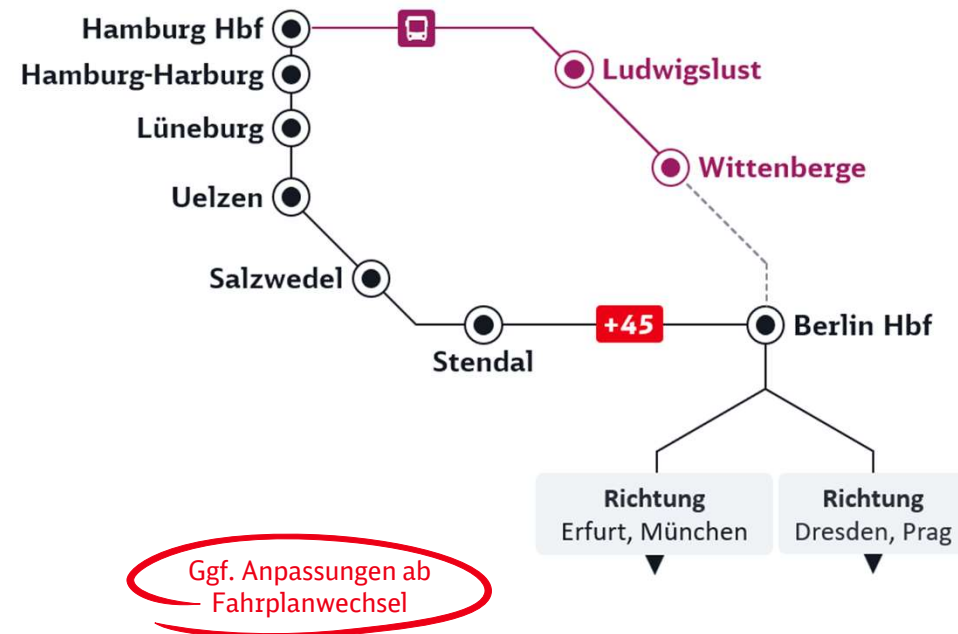 Hamburg Hbf
Hamburg-Harburg
Ludwigslust
Lüneburg
Wittenberge
Uelzen
Salzwedel
+45
Berlin Hbf
Stendal
Richtung
Erfurt, München
Richtung
Dresden, Prag
Ggf. Anpassungen ab
Fahrplanwechsel